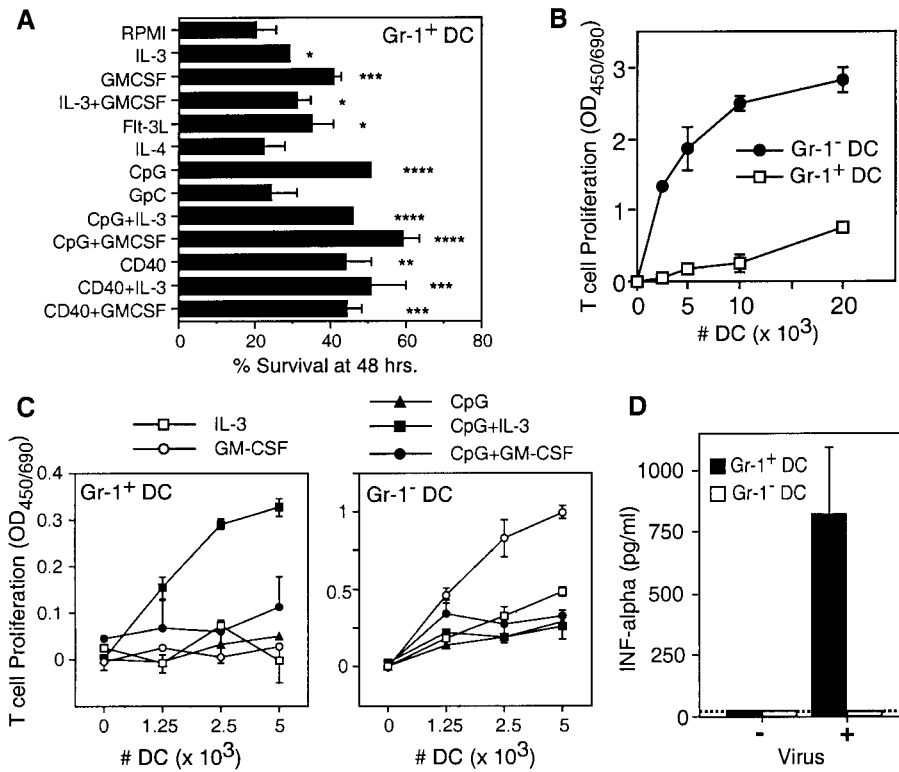 A
Gr-1+ DC
RPMI
IL-3
*
GMCSF
***
IL-3+GMCSF
*
Flt-3L
*
IL-4
CpG
****
GpC
CpG+IL-3
****
CpG+GMCSF
****
CD40
**
CD40+IL-3
***
CD40+GMCSF
***
0 20 40 60 80
% Survival at 48 hrs.
B
T cell Proliferation (OD450/690)
3
2
1
0
Gr-1- DC
Gr-1+ DC
0 5 10 20
# DC (x 10³)
C
IL-3
GM-CSF
CpG
CpG+IL-3
CpG+GM-CSF
T cell Proliferation (OD450/690)
Gr-1+ DC
0.4
0.3
0.2
0.1
0
0 1.25 2.5 5
# DC (x 10³)
Gr-1- DC
1
0.5
0
0 1.25 2.5 5
# DC (x 10³)
D
INF-alpha (pg/ml)
Gr-1+ DC
Gr-1- DC
1000
750
500
250
0
- +
Virus